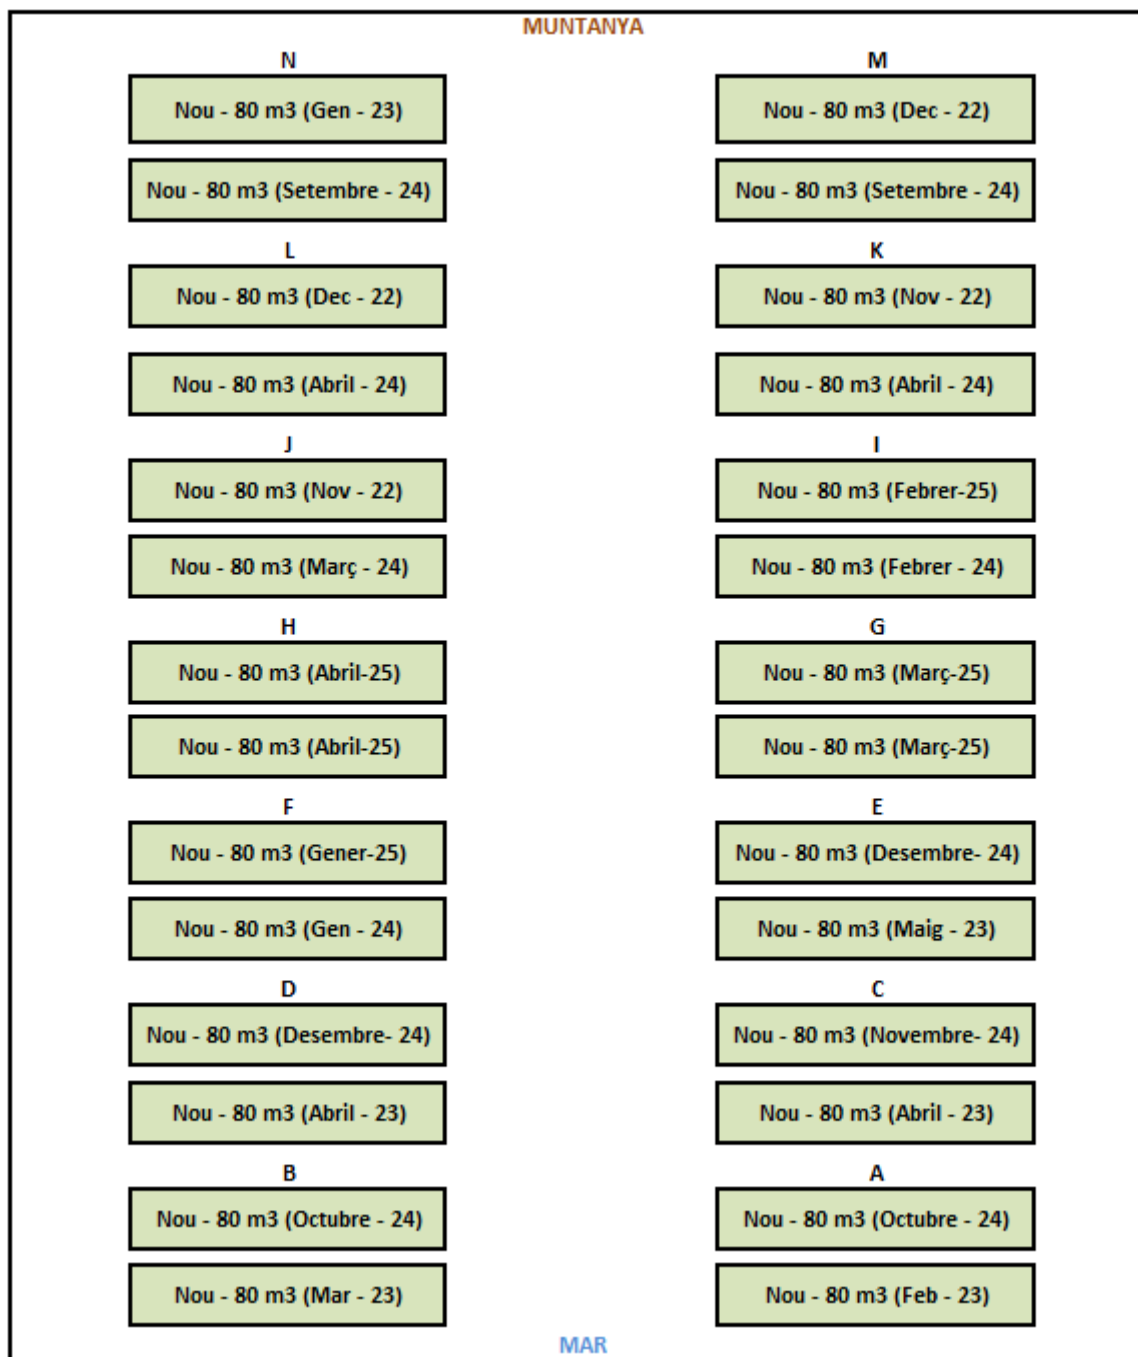 MUNTANYA
N
M
Nou - 80 m3 (Gen - 23)
Nou - 80 m3 (Dec - 22)
Nou - 80 m3 (Setembre - 24)
Nou - 80 m3 (Setembre - 24)
L
K
Nou - 80 m3 (Dec - 22)
Nou - 80 m3 (Nov - 22)
Nou - 80 m3 (Abril - 24)
Nou - 80 m3 (Abril - 24)
J
I
Nou - 80 m3 (Nov - 22)
Nou - 80 m3 (Febrer-25)
Nou - 80 m3 (Març - 24)
Nou - 80 m3 (Febrer - 24)
H
G
Nou - 80 m3 (Abril-25)
Nou - 80 m3 (Març-25)
Nou - 80 m3 (Abril-25)
Nou - 80 m3 (Març-25)
F
E
Nou - 80 m3 (Gener-25)
Nou - 80 m3 (Desembre- 24)
Nou - 80 m3 (Gen - 24)
Nou - 80 m3 (Maig - 23)
D
C
Nou - 80 m3 (Desembre- 24)
Nou - 80 m3 (Novembre- 24)
Nou - 80 m3 (Abril - 23)
Nou - 80 m3 (Abril - 23)
B
A
Nou - 80 m3 (Octubre - 24)
Nou - 80 m3 (Octubre - 24)
Nou - 80 m3 (Mar - 23)
Nou - 80 m3 (Feb - 23)
MAR